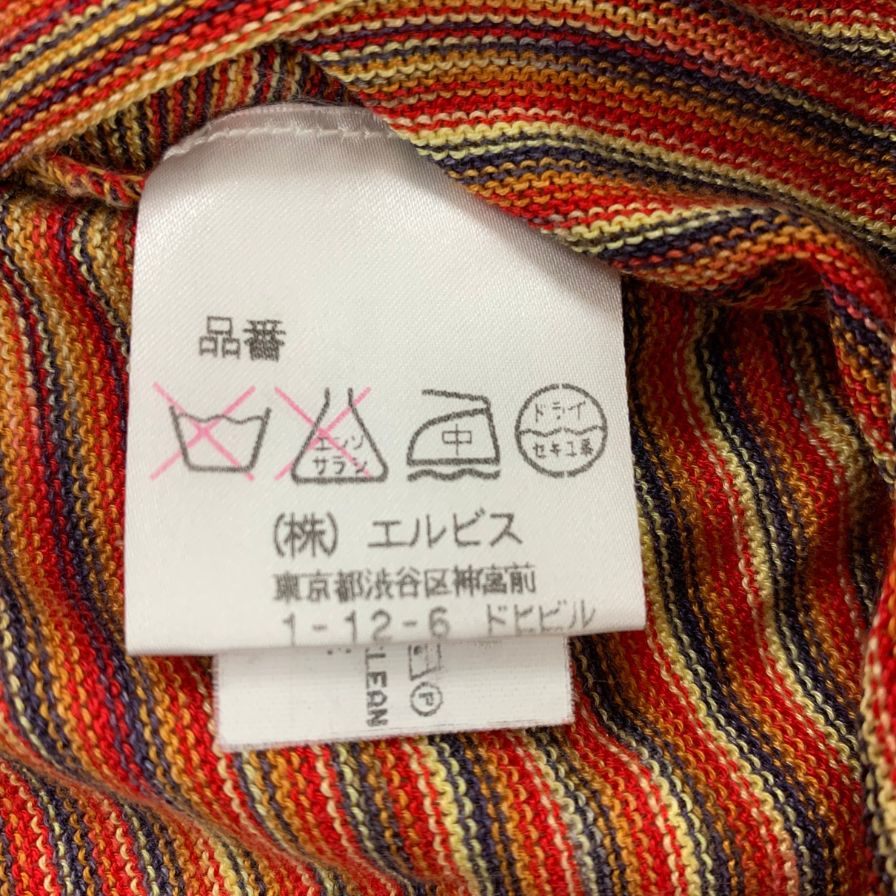 品番
エンソ
サラシ
中
ドライ
セキユ系
(株) エルビス
東京都渋谷区神宮前
1-12-6 ドヒビル
CLEAN
P